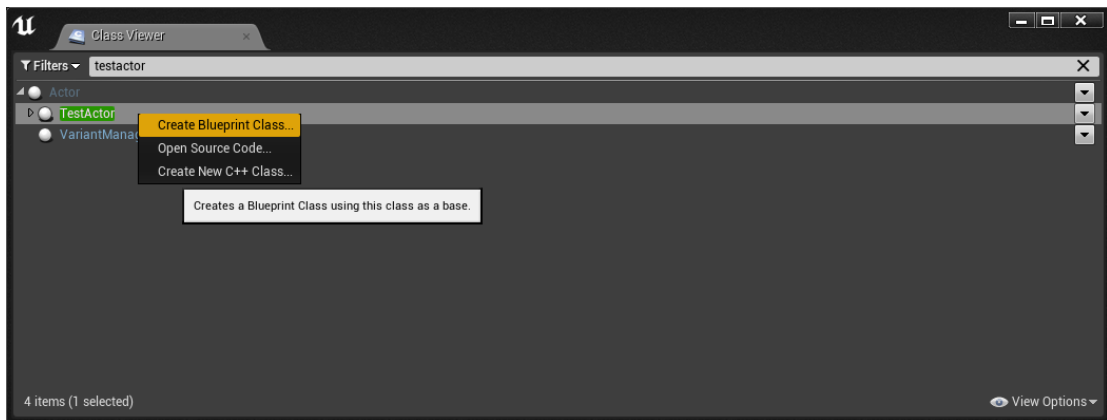 Class Viewer
Filters testactor
Actor
TestActor
Create Blueprint Class...
VariantMana
Open Source Code...
Create New C++ Class...
Creates a Blueprint Class using this class as a base.
4 items (1 selected)
View Options